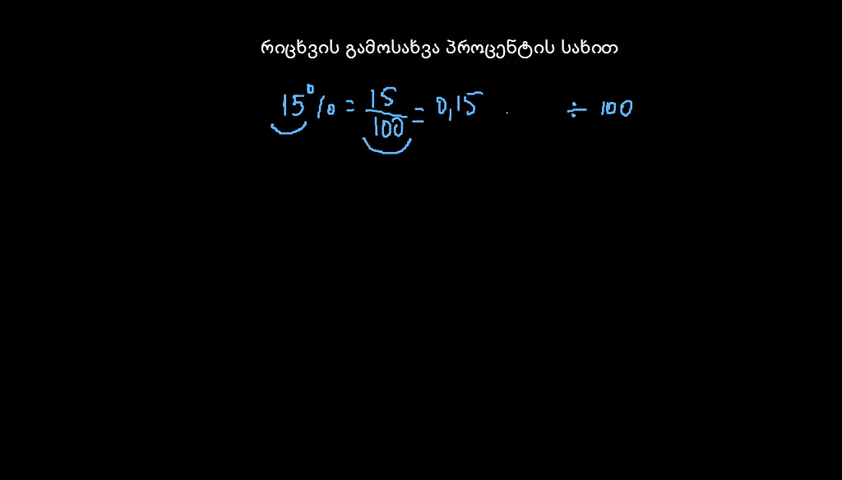 რიცხვის გამოსახვა პროცენტის სახით
15% = 15/100 = 0,15 ÷ 100